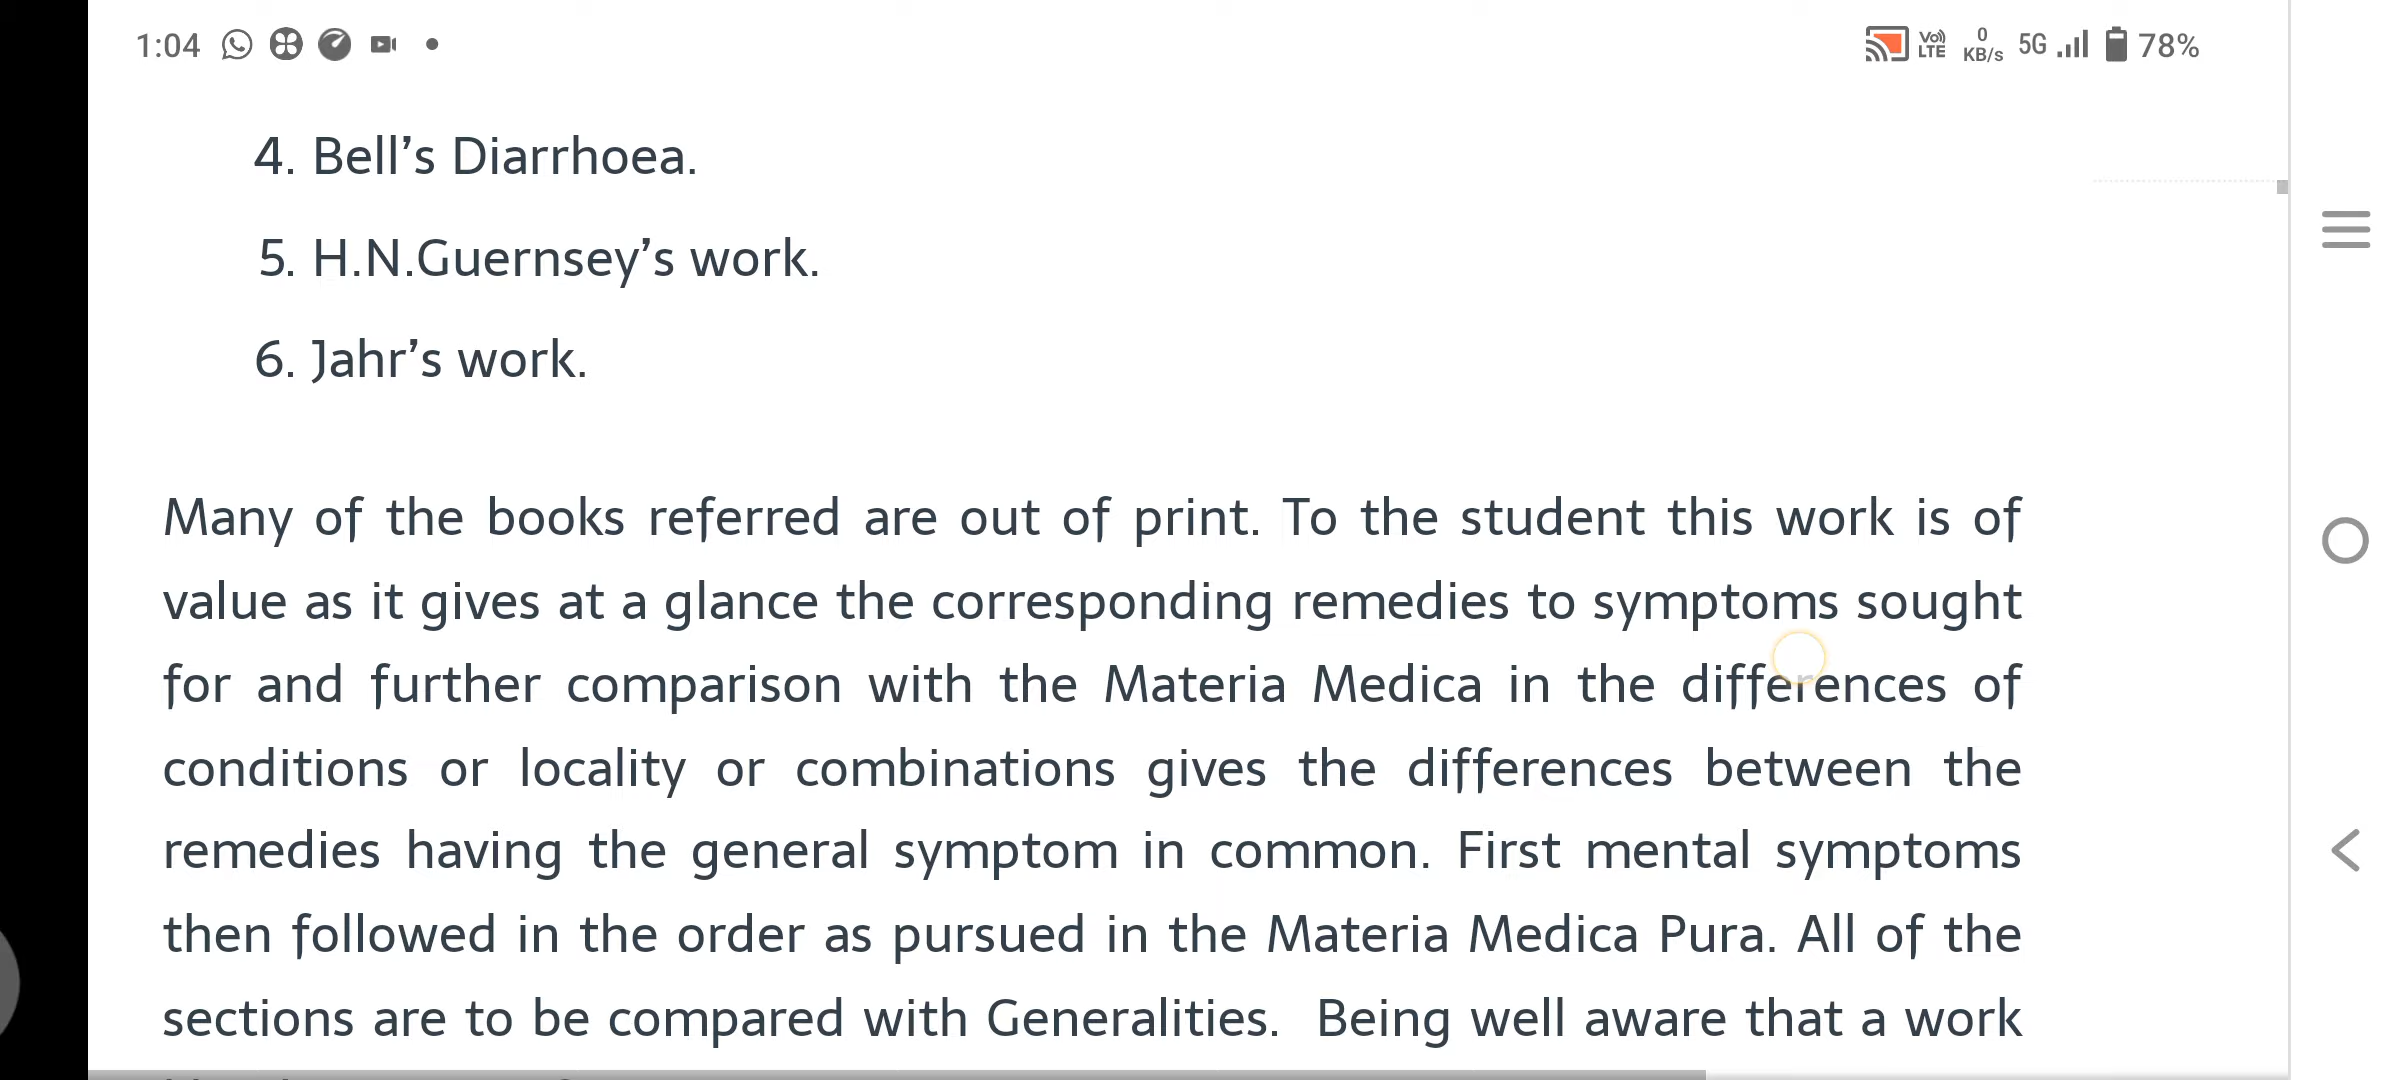 1:04 Vo) LTE 0 KB/s 5G 78%
4. Bell’s Diarrhoea.
5. H.N.Guernsey’s work.
6. Jahr’s work.
Many of the books referred are out of print. To the student this work is of
value as it gives at a glance the corresponding remedies to symptoms sought
for and further comparison with the Materia Medica in the differences of
conditions or locality or combinations gives the differences between the
remedies having the general symptom in common. First mental symptoms
then followed in the order as pursued in the Materia Medica Pura. All of the
sections are to be compared with Generalities. Being well aware that a work